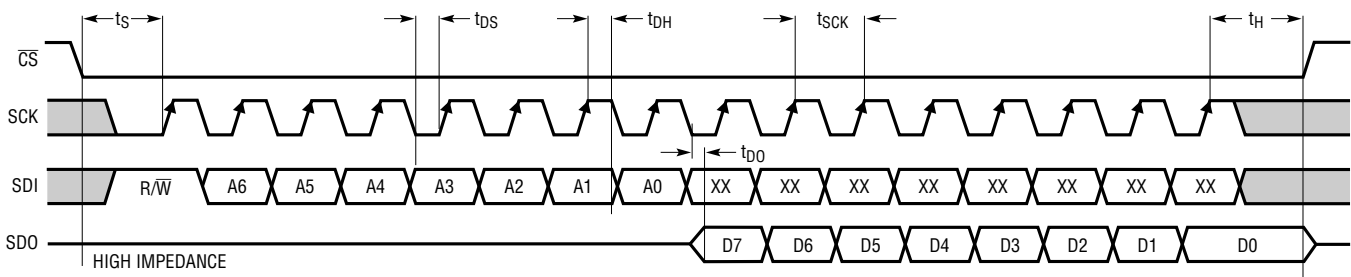 tS tDS tDH tSCK tH
CS
SCK
tDO
SDI R/W A6 A5 A4 A3 A2 A1 A0 XX XX XX XX XX XX XX XX
SDO D7 D6 D5 D4 D3 D2 D1 D0
HIGH IMPEDANCE